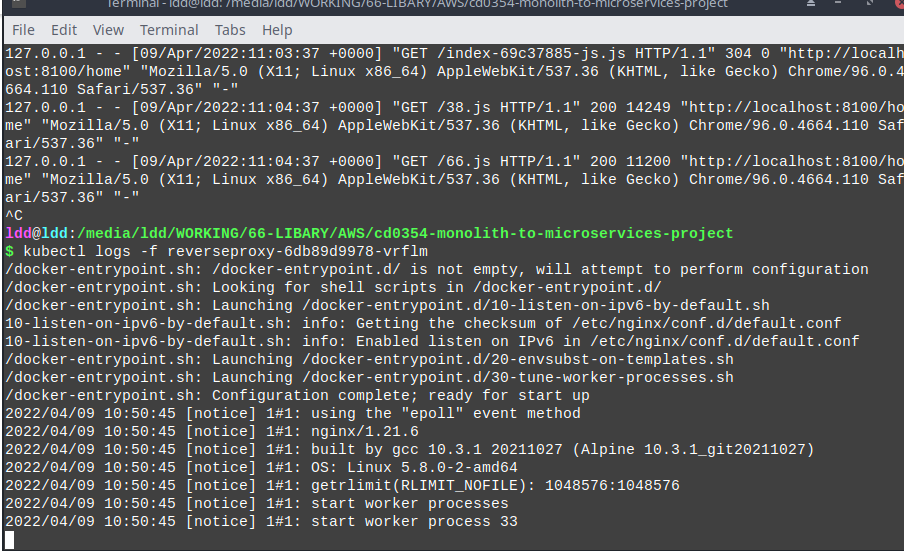 Terminal - ldd@ldd: /media/ldd/WORKING/66-LIBARY/AWS/cd0354-monolith-to-microservices-project
File Edit View Terminal Tabs Help
127.0.0.1 - - [09/Apr/2022:11:03:37 +0000] "GET /index-69c37885-js.js HTTP/1.1" 304 0 "http://localh
ost:8100/home" "Mozilla/5.0 (X11; Linux x86_64) AppleWebKit/537.36 (KHTML, like Gecko) Chrome/96.0.4
664.110 Safari/537.36" "-"
127.0.0.1 - - [09/Apr/2022:11:04:37 +0000] "GET /38.js HTTP/1.1" 200 14249 "http://localhost:8100/ho
me" "Mozilla/5.0 (X11; Linux x86_64) AppleWebKit/537.36 (KHTML, like Gecko) Chrome/96.0.4664.110 Saf
ari/537.36" "-"
127.0.0.1 - - [09/Apr/2022:11:04:37 +0000] "GET /66.js HTTP/1.1" 200 11200 "http://localhost:8100/ho
me" "Mozilla/5.0 (X11; Linux x86_64) AppleWebKit/537.36 (KHTML, like Gecko) Chrome/96.0.4664.110 Saf
ari/537.36" "-"
^C
ldd@ldd:/media/ldd/WORKING/66-LIBARY/AWS/cd0354-monolith-to-microservices-project
$ kubectl logs -f reverseproxy-6db89d9978-vrflm
/docker-entrypoint.sh: /docker-entrypoint.d/ is not empty, will attempt to perform configuration
/docker-entrypoint.sh: Looking for shell scripts in /docker-entrypoint.d/
/docker-entrypoint.sh: Launching /docker-entrypoint.d/10-listen-on-ipv6-by-default.sh
10-listen-on-ipv6-by-default.sh: info: Getting the checksum of /etc/nginx/conf.d/default.conf
10-listen-on-ipv6-by-default.sh: info: Enabled listen on IPv6 in /etc/nginx/conf.d/default.conf
/docker-entrypoint.sh: Launching /docker-entrypoint.d/20-envsubst-on-templates.sh
/docker-entrypoint.sh: Launching /docker-entrypoint.d/30-tune-worker-processes.sh
/docker-entrypoint.sh: Configuration complete; ready for start up
2022/04/09 10:50:45 [notice] 1#1: using the "epoll" event method
2022/04/09 10:50:45 [notice] 1#1: nginx/1.21.6
2022/04/09 10:50:45 [notice] 1#1: built by gcc 10.3.1 20211027 (Alpine 10.3.1_git20211027)
2022/04/09 10:50:45 [notice] 1#1: OS: Linux 5.8.0-2-amd64
2022/04/09 10:50:45 [notice] 1#1: getrlimit(RLIMIT_NOFILE): 1048576:1048576
2022/04/09 10:50:45 [notice] 1#1: start worker processes
2022/04/09 10:50:45 [notice] 1#1: start worker process 33